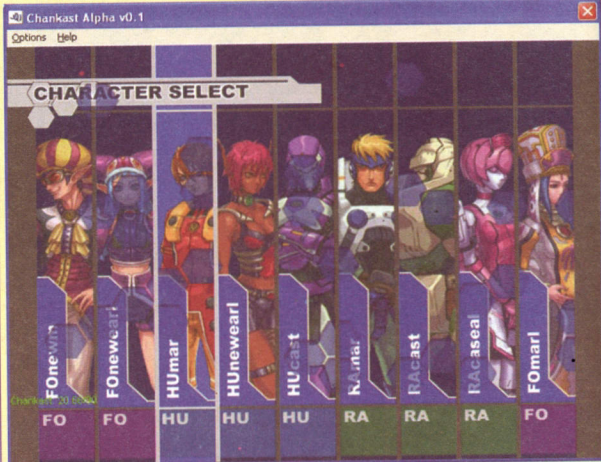 Chankast Alpha v0.1
Options Help
CHARACTER SELECT
FOnewm
FOnewearl
HUmar
HUnewearl
HUcast
RAmar
RAcast
RAcaseal
FOmarl
Chankast:
FO FO HU HU HU RA RA RA FO